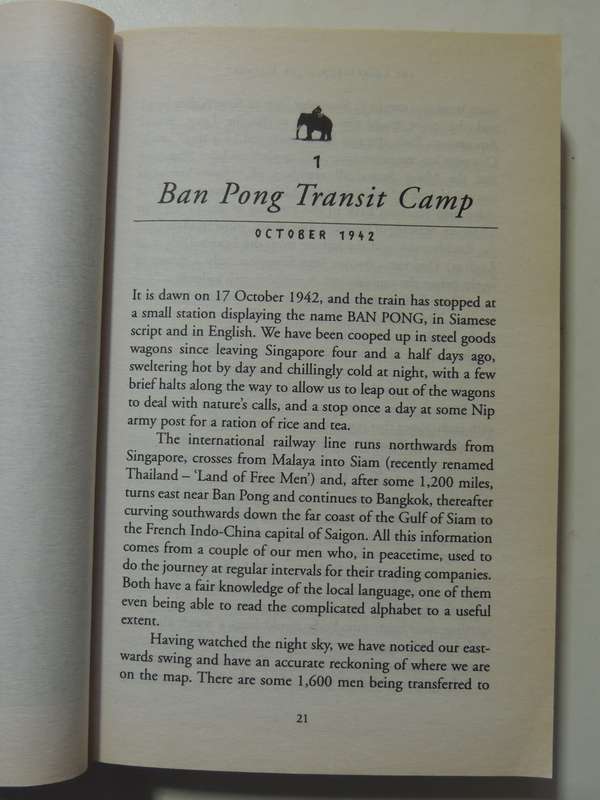 1
Ban Pong Transit Camp
OCTOBER 1942
It is dawn on 17 October 1942, and the train has stopped at
a small station displaying the name BAN PONG, in Siamese
script and in English. We have been cooped up in steel goods
wagons since leaving Singapore four and a half days ago,
sweltering hot by day and chillingly cold at night, with a few
brief halts along the way to allow us to leap out of the wagons
to deal with nature's calls, and a stop once a day at some Nip
army post for a ration of rice and tea.
The international railway line runs northwards from
Singapore, crosses from Malaya into Siam (recently renamed
Thailand – 'Land of Free Men') and, after some 1,200 miles,
turns east near Ban Pong and continues to Bangkok, thereafter
curving southwards down the far coast of the Gulf of Siam to
the French Indo-China capital of Saigon. All this information
comes from a couple of our men who, in peacetime, used to
do the journey at regular intervals for their trading companies.
Both have a fair knowledge of the local language, one of them
even being able to read the complicated alphabet to a useful
extent.
Having watched the night sky, we have noticed our east-
wards swing and have an accurate reckoning of where we are
on the map. There are some 1,600 men being transferred to
21